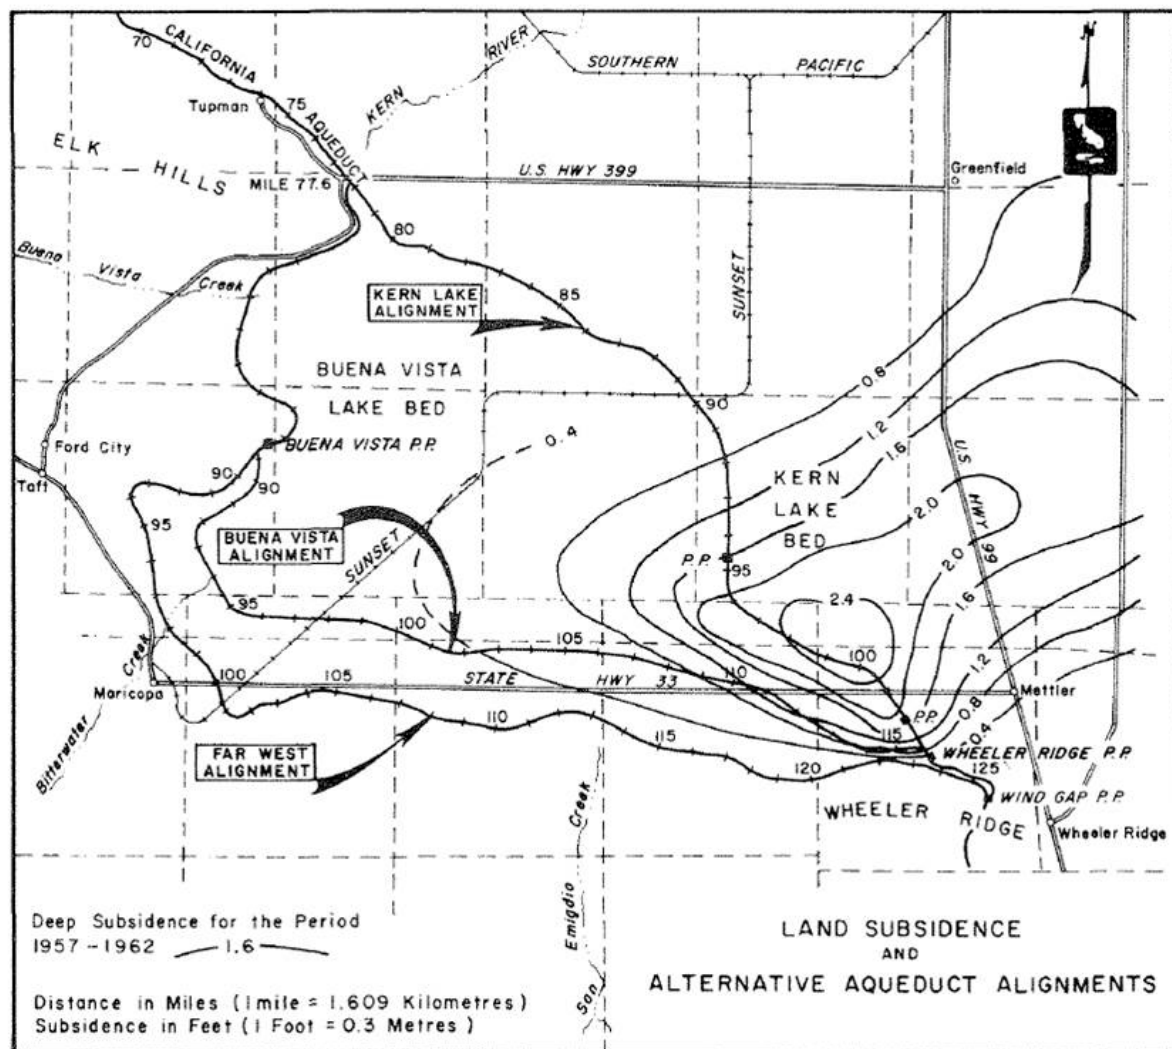 CALIFORNIA
AQUEDUCT
70
75
Tupman
KERN
RIVER
SOUTHERN
PACIFIC
N
ELK
HILLS
MILE 77.6
U.S. HWY 399
Greenfield
80
Buena
Vista
Creek
KERN LAKE
ALIGNMENT
85
SUNSET
BUENA VISTA
LAKE BED
0.8
90
1.2
1.6
0.4
Ford City
BUENA VISTA P.P.
Taft
90
90
KERN
LAKE
BED
2.0
U.S.
HWY
99
95
BUENA VISTA
ALIGNMENT
SUNSET
P.P.
95
2.0
1.6
95
2.4
100
105
100
Creek
Maricopa
100
105
STATE
HWY 33
110
1.2
Mettler
110
P.P.
0.8
0.4
Bitterwater
FAR WEST
ALIGNMENT
115
115
WHEELER RIDGE P.P.
120
125
WIND GAP P.P.
WHEELER RIDGE
Wheeler Ridge
Creek
Emigdio
San
Deep Subsidence for the Period
1957-1962 1.6
Distance in Miles (1 mile = 1.609 Kilometres)
Subsidence in Feet (1 Foot = 0.3 Metres)
LAND SUBSIDENCE
AND
ALTERNATIVE AQUEDUCT ALIGNMENTS